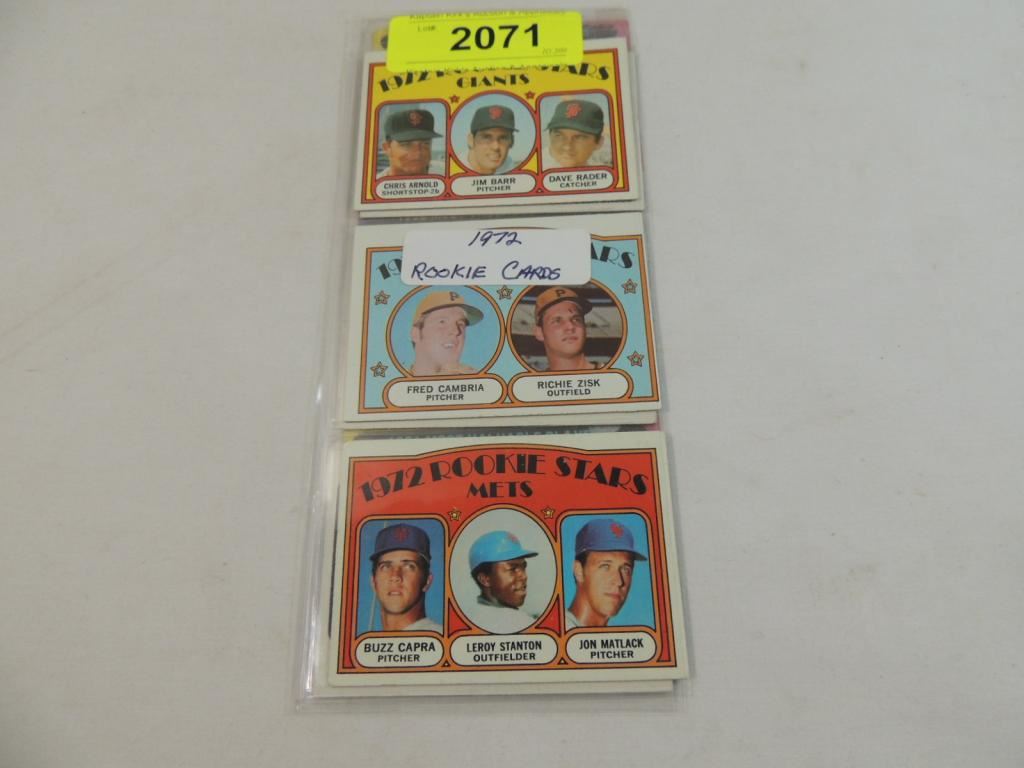 Lot#:
2071
1972 STARS
GIANTS
CHRIS ARNOLD
SHORTSTOP-2b
JIM BARR
PITCHER
DAVE RADER
CATCHER
1972
ROOKIE CARDS
FRED CAMBRIA
PITCHER
RICHIE ZISK
OUTFIELD
1972 ROOKIE STARS
METS
BUZZ CAPRA
PITCHER
LEROY STANTON
OUTFIELDER
JON MATLACK
PITCHER